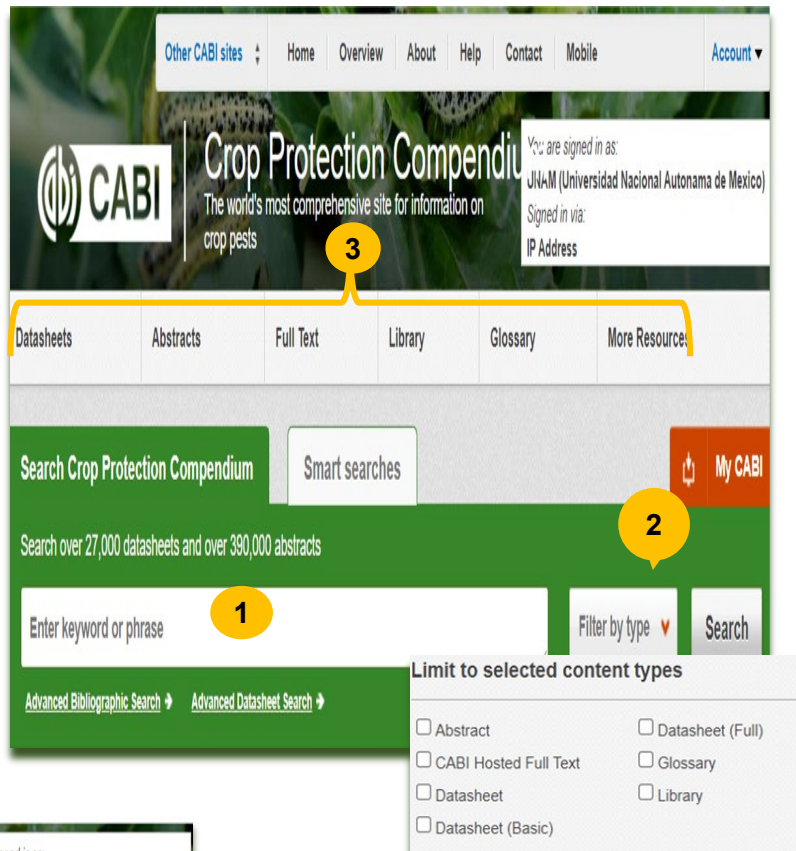 Other CABI sites Home Overview About Help Contact Mobile Account
CABI
Crop Protection Compendiu
The world's most comprehensive site for information on
crop pests
You are signed in as:
UNAM (Universidad Nacional Autonama de Mexico)
Signed in via:
IP Address
3
Datasheets Abstracts Full Text Library Glossary More Resources
Search Crop Protection Compendium Smart searches My CABI
2
Search over 27,000 datasheets and over 390,000 abstracts
Enter keyword or phrase 1 Filter by type Search
Advanced Bibliographic Search Advanced Datasheet Search
Limit to selected content types
Abstract Datasheet (Full)
CABI Hosted Full Text Glossary
Datasheet Library
Datasheet (Basic)